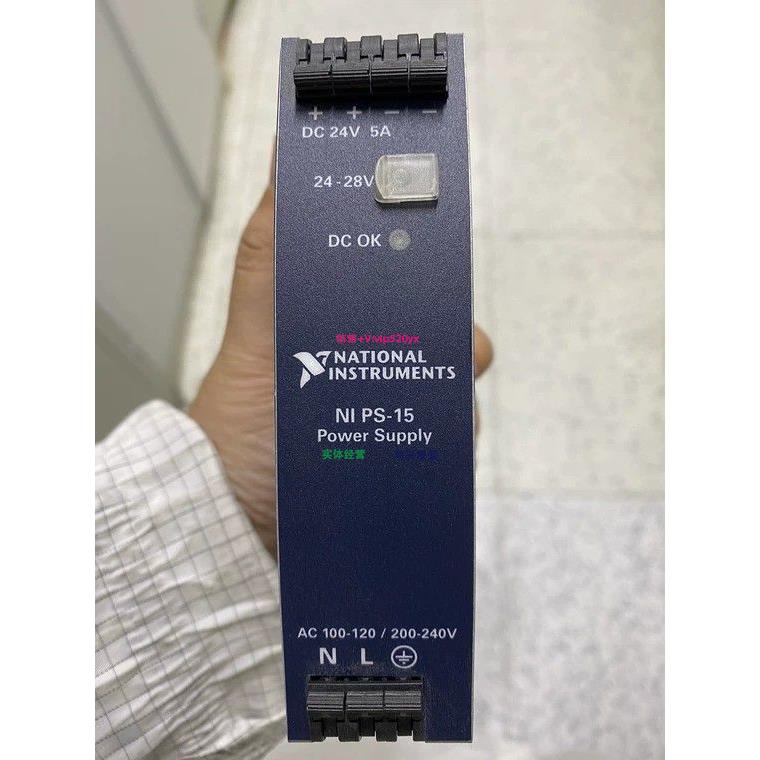 + + − −
DC 24V 5A
24-28V
DC OK
NATIONAL
INSTRUMENTS
NI PS-15
Power Supply
实体经营
AC 100-120 / 200-240V
N L